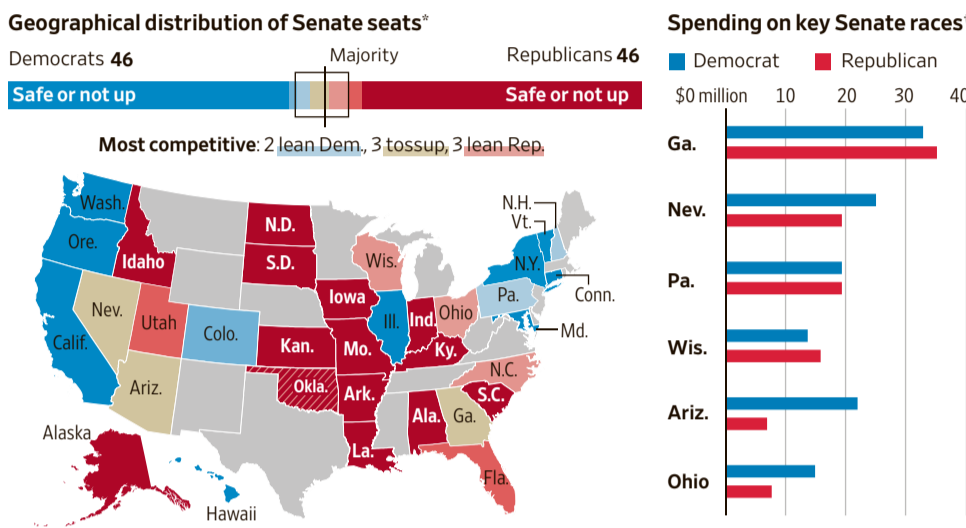 Geographical distribution of Senate seats*
Democrats 46
Majority
Republicans 46
Safe or not up
Safe or not up
Most competitive: 2 lean Dem., 3 tossup, 3 lean Rep.
Wash.
Ore.
Idaho
N.D.
S.D.
Wis.
N.H.
Vt.
N.Y.
Conn.
Nev.
Utah
Colo.
Iowa
Ill.
Ind.
Ohio
Pa.
Md.
Calif.
Ariz.
Kan.
Mo.
Ky.
N.C.
Okla.
Ark.
S.C.
Ala.
Ga.
La.
Fla.
Alaska
Hawaii
Spending on key Senate races
Democrat
Republican
$0 million 10 20 30 40
Ga.
Nev.
Pa.
Wis.
Ariz.
Ohio